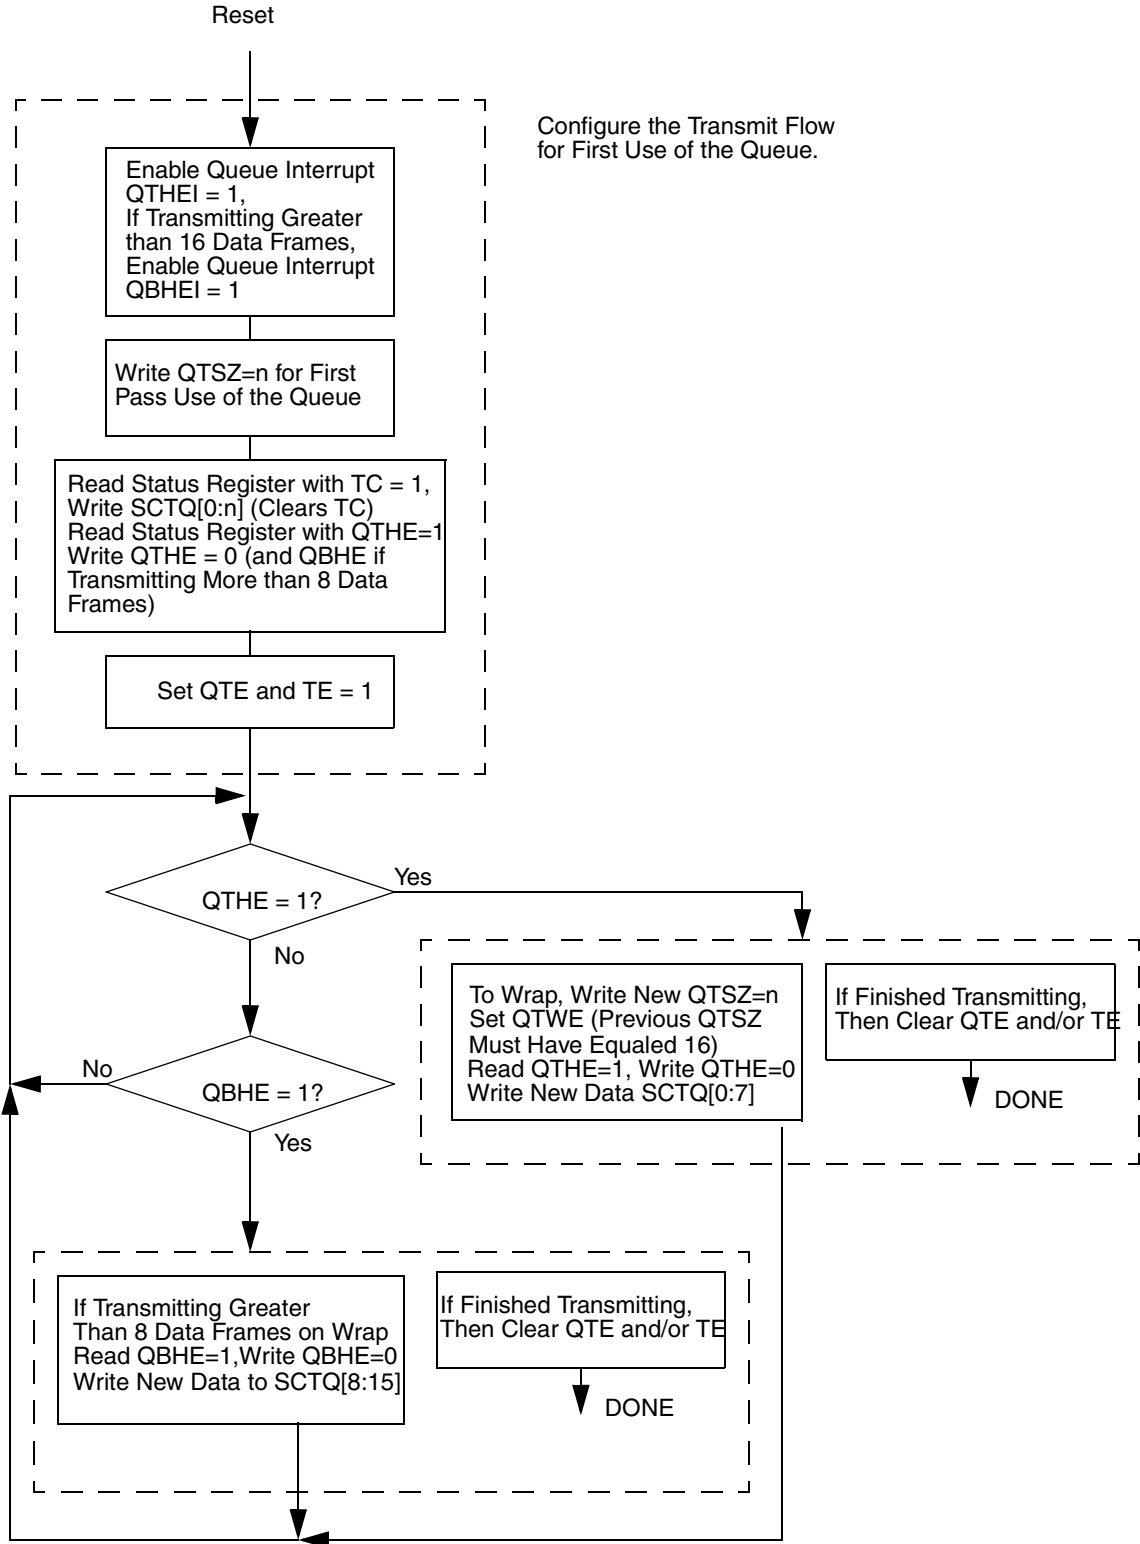 Reset
Configure the Transmit Flow
for First Use of the Queue.
Enable Queue Interrupt
QTHEI = 1,
If Transmitting Greater
than 16 Data Frames,
Enable Queue Interrupt
QBHEI = 1
Write QTSZ=n for First
Pass Use of the Queue
Read Status Register with TC = 1,
Write SCTQ[0:n] (Clears TC)
Read Status Register with QTHE=1
Write QTHE = 0 (and QBHE if
Transmitting More than 8 Data
Frames)
Set QTE and TE = 1
QTHE = 1?
Yes
No
To Wrap, Write New QTSZ=n
Set QTWE (Previous QTSZ
Must Have Equaled 16)
Read QTHE=1, Write QTHE=0
Write New Data SCTQ[0:7]
If Finished Transmitting,
Then Clear QTE and/or TE
DONE
No
QBHE = 1?
Yes
If Transmitting Greater
Than 8 Data Frames on Wrap
Read QBHE=1,Write QBHE=0
Write New Data to SCTQ[8:15]
If Finished Transmitting,
Then Clear QTE and/or TE
DONE